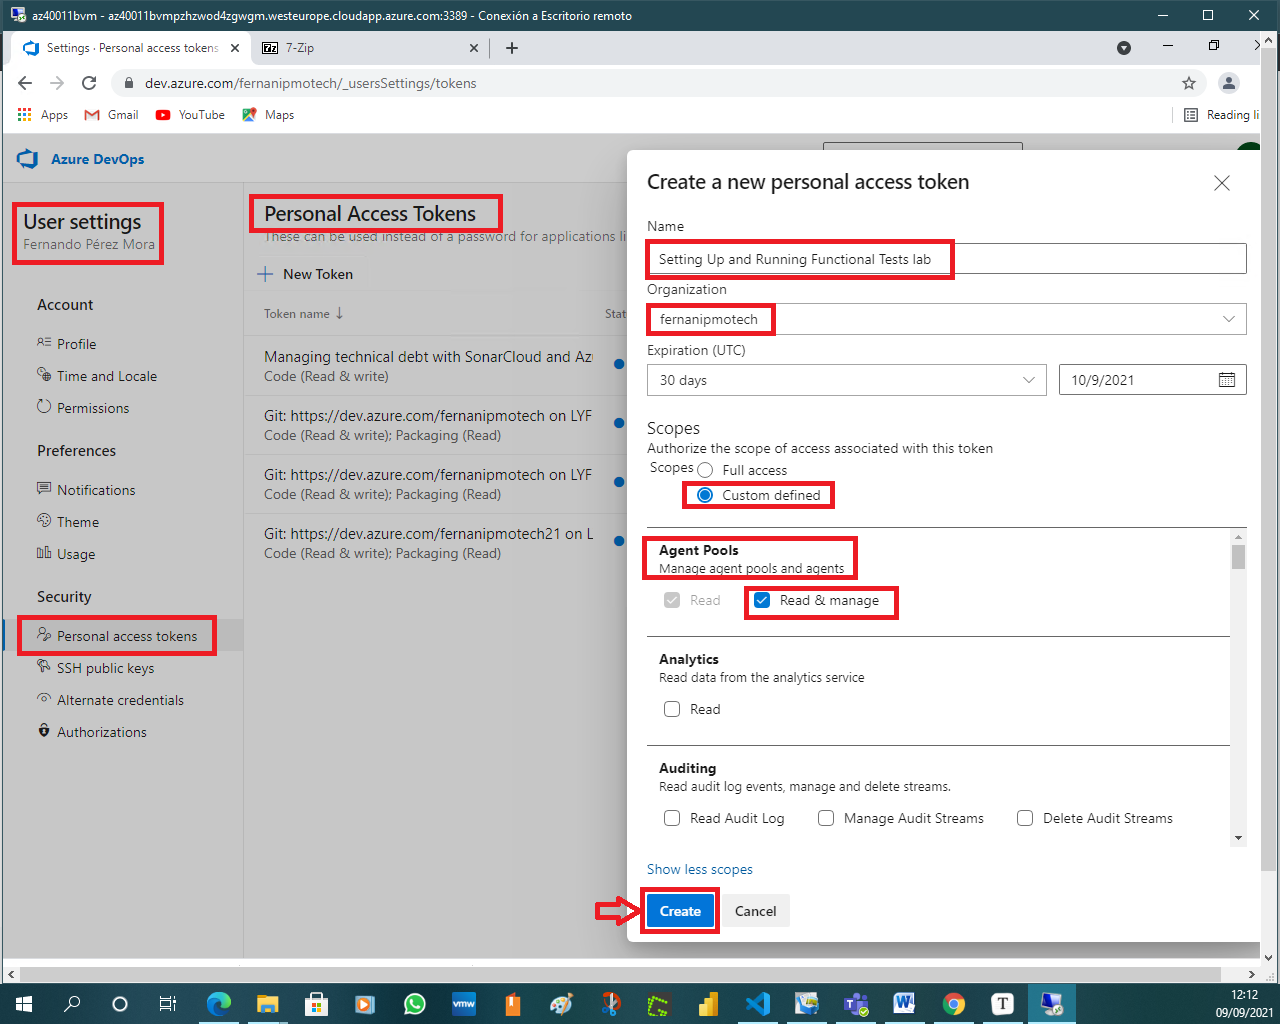 az40011bvm - az40011bvmpzhzwod4zgwgm.westeurope.cloudapp.azure.com:3389 - Conexión a Escritorio remoto
Settings · Personal access tokens
7-Zip
dev.azure.com/fernanipmotech/_usersSettings/tokens
Apps
Gmail
YouTube
Maps
Reading li
Azure DevOps
User settings
Fernando Pérez Mora
Account
Profile
Time and Locale
Permissions
Preferences
Notifications
Theme
Usage
Security
Personal access tokens
SSH public keys
Alternate credentials
Authorizations
Personal Access Tokens
These can be used instead of a password for applications li
New Token
Token name
Stat
Managing technical debt with SonarCloud and Azu
Code (Read & write)
Git: https://dev.azure.com/fernanipmotech on LYF
Code (Read & write); Packaging (Read)
Git: https://dev.azure.com/fernanipmotech on LYF
Code (Read & write); Packaging (Read)
Git: https://dev.azure.com/fernanipmotech21 on L
Code (Read & write); Packaging (Read)
Create a new personal access token
Name
Setting Up and Running Functional Tests lab
Organization
fernanipmotech
Expiration (UTC)
30 days
10/9/2021
Scopes
Authorize the scope of access associated with this token
Scopes
Full access
Custom defined
Agent Pools
Manage agent pools and agents
Read
Read & manage
Analytics
Read data from the analytics service
Read
Auditing
Read audit log events, manage and delete streams.
Read Audit Log
Manage Audit Streams
Delete Audit Streams
Show less scopes
Create
Cancel
12:12
09/09/2021